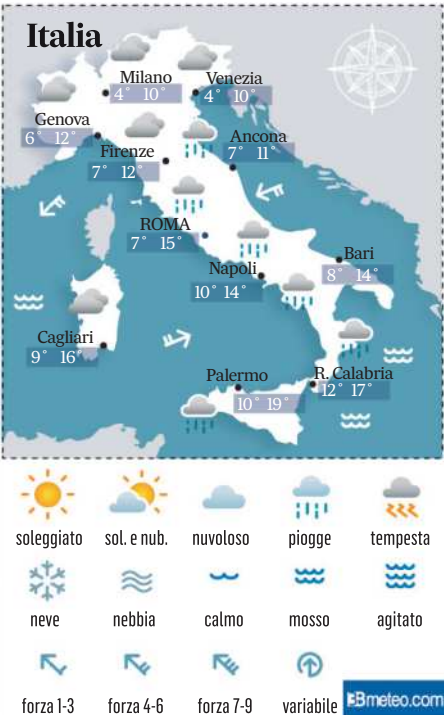 Italia
Milano
4° 10°
Venezia
4° 10°
Genova
6° 12°
Firenze
7° 12°
Ancona
7° 11°
ROMA
7° 15°
Napoli
10° 14°
Bari
8° 14°
Cagliari
9° 16°
Palermo
10° 19°
R. Calabria
12° 17°
soleggiato sol. e nub. nuvoloso piogge tempesta
neve nebbia calmo mosso agitato
forza 1-3 forza 4-6 forza 7-9 variabile
3Bmeteo.com